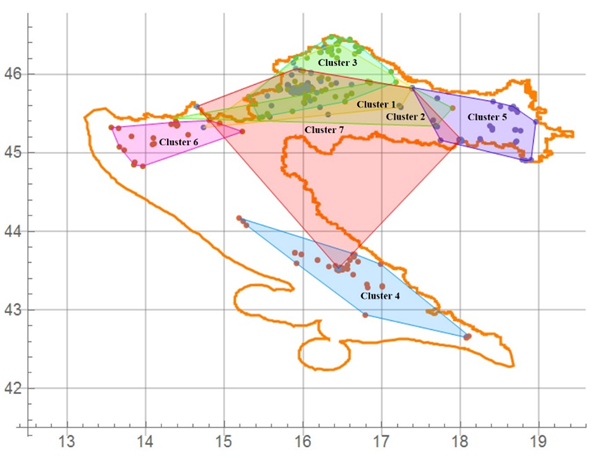 46
45
44
43
42
41
Cluster 3
Cluster 1
Cluster 2
Cluster 5
Cluster 7
Cluster 6
Cluster 4
13 14 15 16 17 18 19